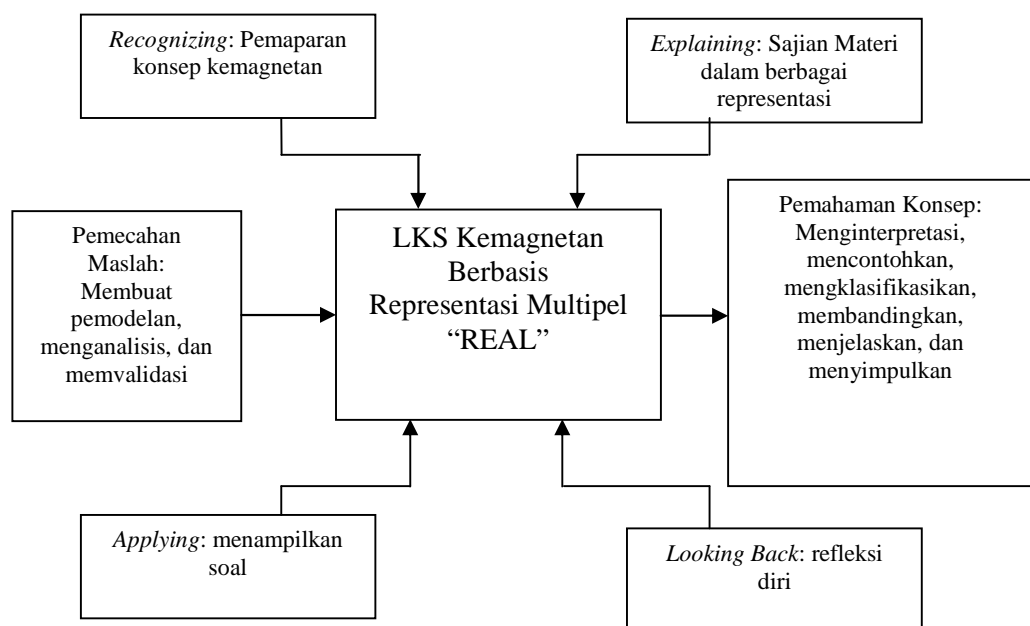 Recognizing: Pemaparan
konsep kemagnetan
Explaining: Sajian Materi
dalam berbagai
representasi
Pemecahan
Maslah:
Membuat
pemodelan,
menganalisis, dan
memvalidasi
LKS Kemagnetan
Berbasis
Representasi Multipel
“REAL”
Pemahaman Konsep:
Menginterpretasi,
mencontohkan,
mengklasifikasikan,
membandingkan,
menjelaskan, dan
menyimpulkan
Applying: menampilkan
soal
Looking Back: refleksi
diri